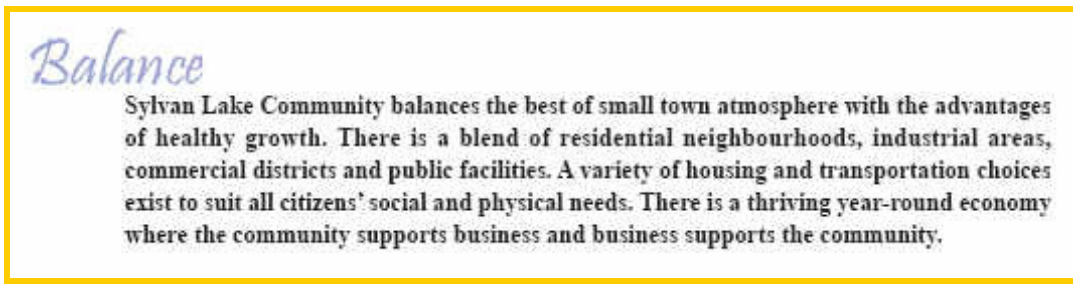 Balance
Sylvan Lake Community balances the best of small town atmosphere with the advantages
of healthy growth. There is a blend of residential neighbourhoods, industrial areas,
commercial districts and public facilities. A variety of housing and transportation choices
exist to suit all citizens' social and physical needs. There is a thriving year-round economy
where the community supports business and business supports the community.